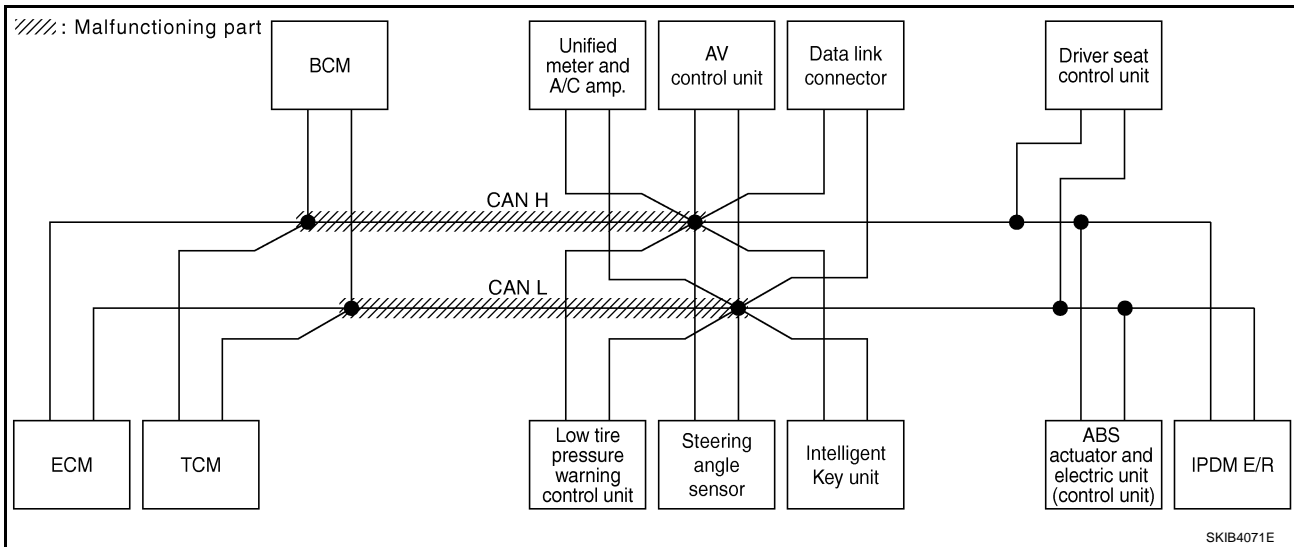 : Malfunctioning part
BCM
Unified
meter and
A/C amp.
AV
control unit
Data link
connector
Driver seat
control unit
CAN H
CAN L
ECM
TCM
Low tire
pressure
warning
control unit
Steering
angle
sensor
Intelligent
Key unit
ABS
actuator and
electric unit
(control unit)
IPDM E/R
SKIB4071E